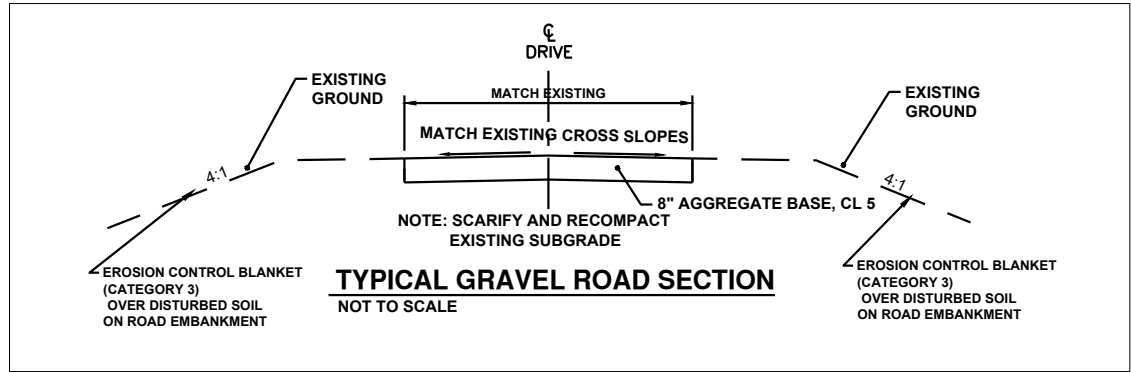 ℄
DRIVE
EXISTING
GROUND
MATCH EXISTING
EXISTING
GROUND
MATCH EXISTING CROSS SLOPES
4:1
4:1
8" AGGREGATE BASE, CL 5
NOTE: SCARIFY AND RECOMPACT
EXISTING SUBGRADE
EROSION CONTROL BLANKET
(CATEGORY 3)
OVER DISTURBED SOIL
ON ROAD EMBANKMENT
TYPICAL GRAVEL ROAD SECTION
NOT TO SCALE
EROSION CONTROL BLANKET
(CATEGORY 3)
OVER DISTURBED SOIL
ON ROAD EMBANKMENT